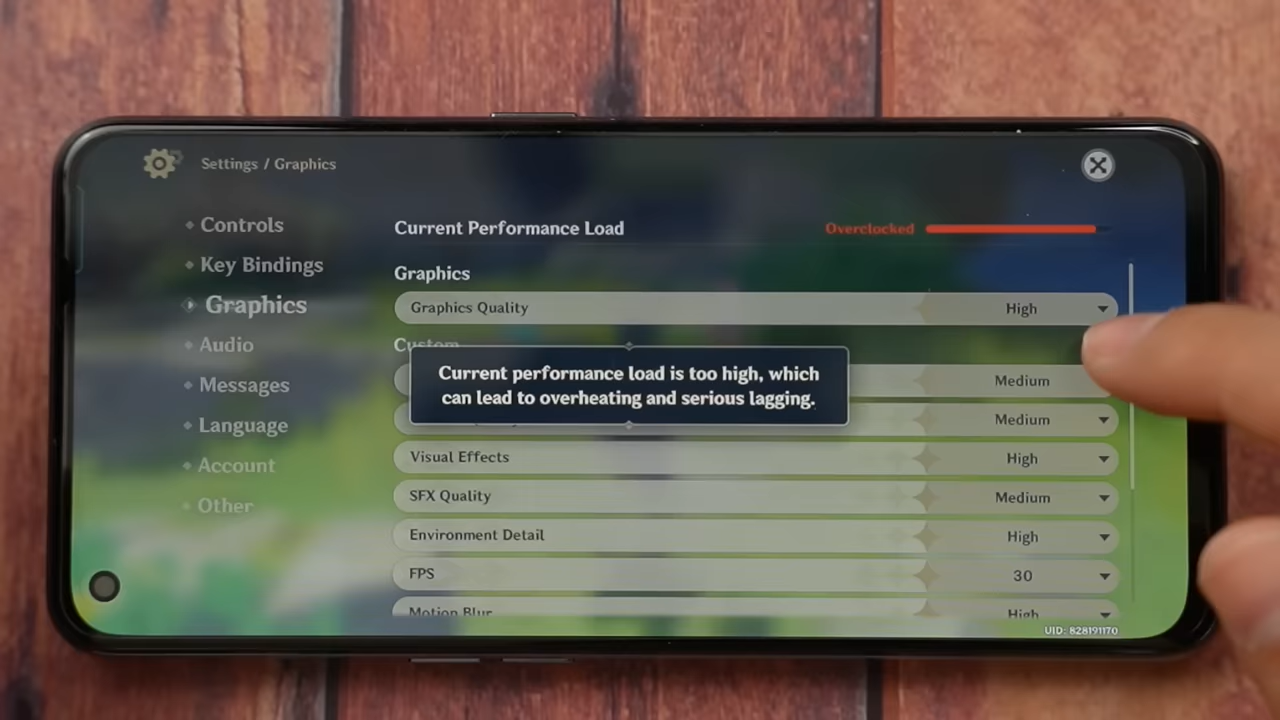 Settings / Graphics
Controls
Key Bindings
Graphics
Audio
Messages
Language
Account
Other
Current Performance Load
Overclocked
Graphics
Graphics Quality
High
Custom
Current performance load is too high, which
can lead to overheating and serious lagging.
Medium
Medium
Visual Effects
High
SFX Quality
Medium
Environment Detail
High
FPS
30
Motion Blur
High
UID: 828191170